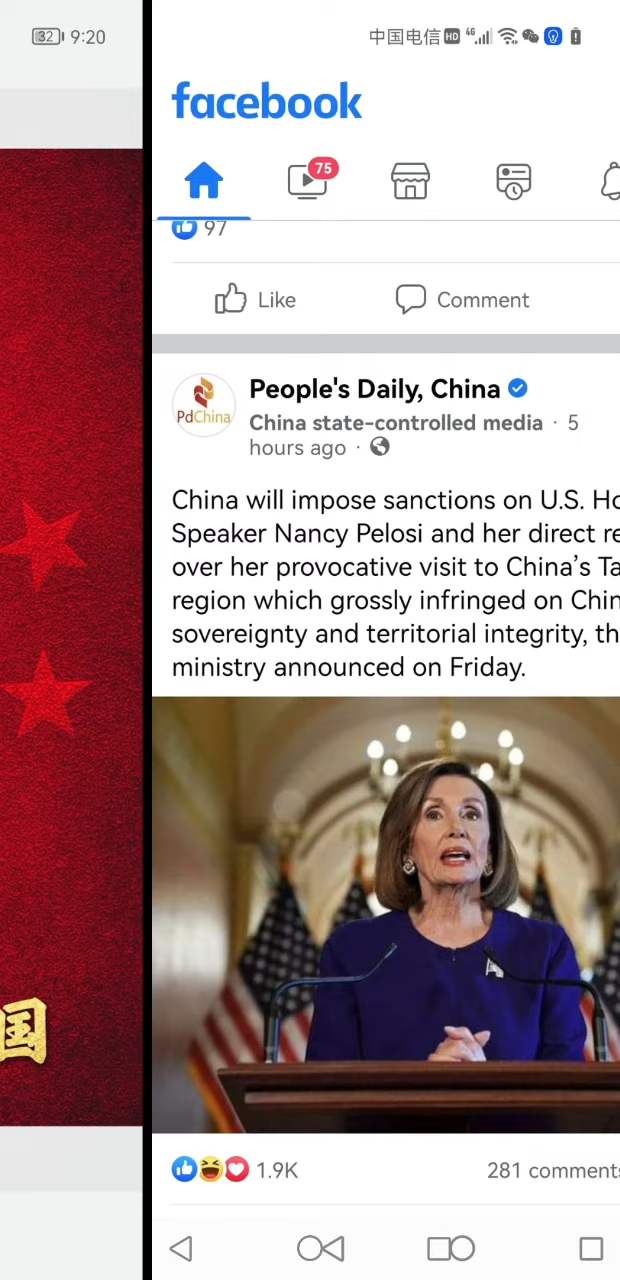 32
9:20
国
中国电信 HD 4G
facebook
75
97
Like
Comment
PdChina
People's Daily, China
China state-controlled media · 5
hours ago ·
China will impose sanctions on U.S. Ho
Speaker Nancy Pelosi and her direct re
over her provocative visit to China’s Ta
region which grossly infringed on Chin
sovereignty and territorial integrity, th
ministry announced on Friday.
1.9K
281 comments